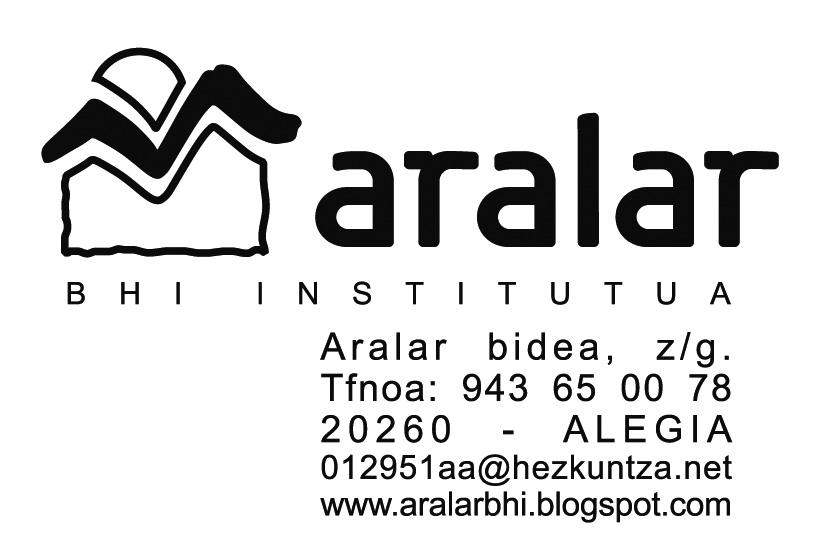 aralar
BHI INSTITUTUA
Aralar bidea, z/g.
Tfnoa: 943 65 00 78
20260 - ALEGIA
012951aa@hezkuntza.net
www.aralarbhi.blogspot.com